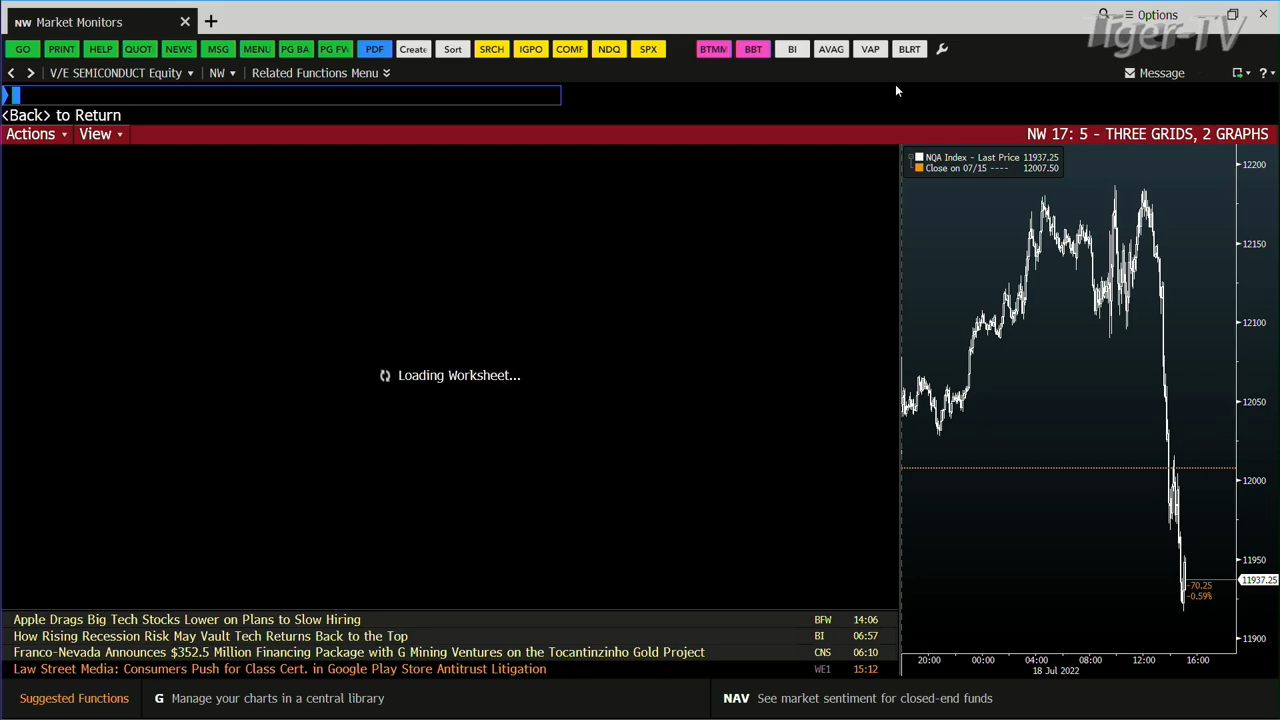 NW Market Monitors
Tiger-TV
Options
GO PRINT HELP QUOT NEWS MSG MENU PG BA PG FW PDF Create Sort SRCH IGPO COMF NDQ SPX BTMM BBT BI AVAG VAP BLRT
V/E SEMICONDUCT Equity NW Related Functions Menu Message ?
<Back> to Return
Actions View NW 17: 5 - THREE GRIDS, 2 GRAPHS
NQA Index - Last Price 11937.25
Close on 07/15 ---- 12007.50
12200
12150
12100
12050
12000
11950
11937.25
-70.25
-0.59%
11900
Loading Worksheet...
Apple Drags Big Tech Stocks Lower on Plans to Slow Hiring BFW 14:06
How Rising Recession Risk May Vault Tech Returns Back to the Top BI 06:57
Franco-Nevada Announces $352.5 Million Financing Package with G Mining Ventures on the Tocantinzinho Gold Project CNS 06:10
Law Street Media: Consumers Push for Class Cert. in Google Play Store Antitrust Litigation WE1 15:12
20:00 00:00 04:00 08:00 12:00 16:00
18 Jul 2022
Suggested Functions G Manage your charts in a central library NAV See market sentiment for closed-end funds